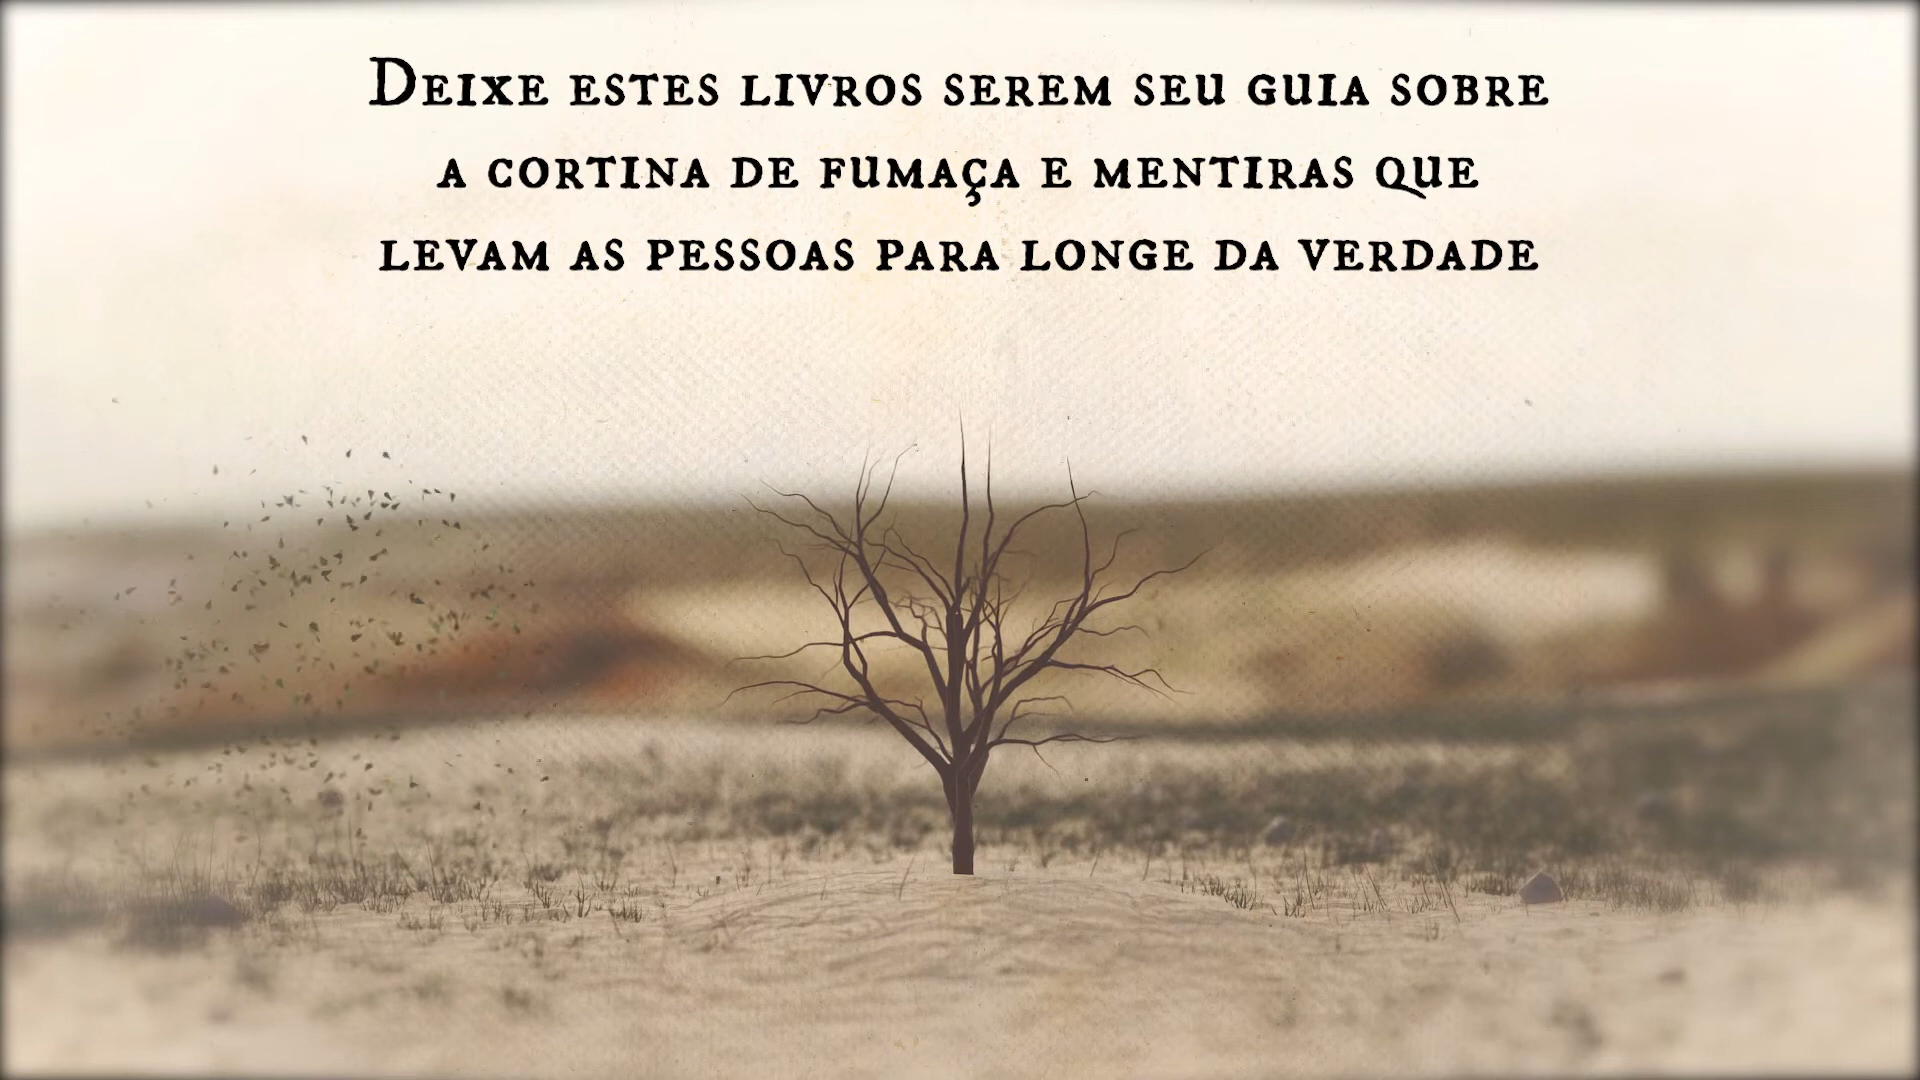 Deixe estes livros serem seu guia sobre
a cortina de fumaça e mentiras que
levam as pessoas para longe da verdade